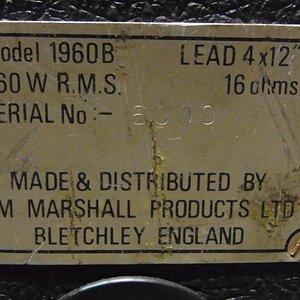 odel 1960B LEAD 4x12"
60 W R.M.S. 16 ohms
ERIAL No :-
MADE & DISTRIBUTED BY
M MARSHALL PRODUCTS LTD
BLETCHLEY ENGLAND